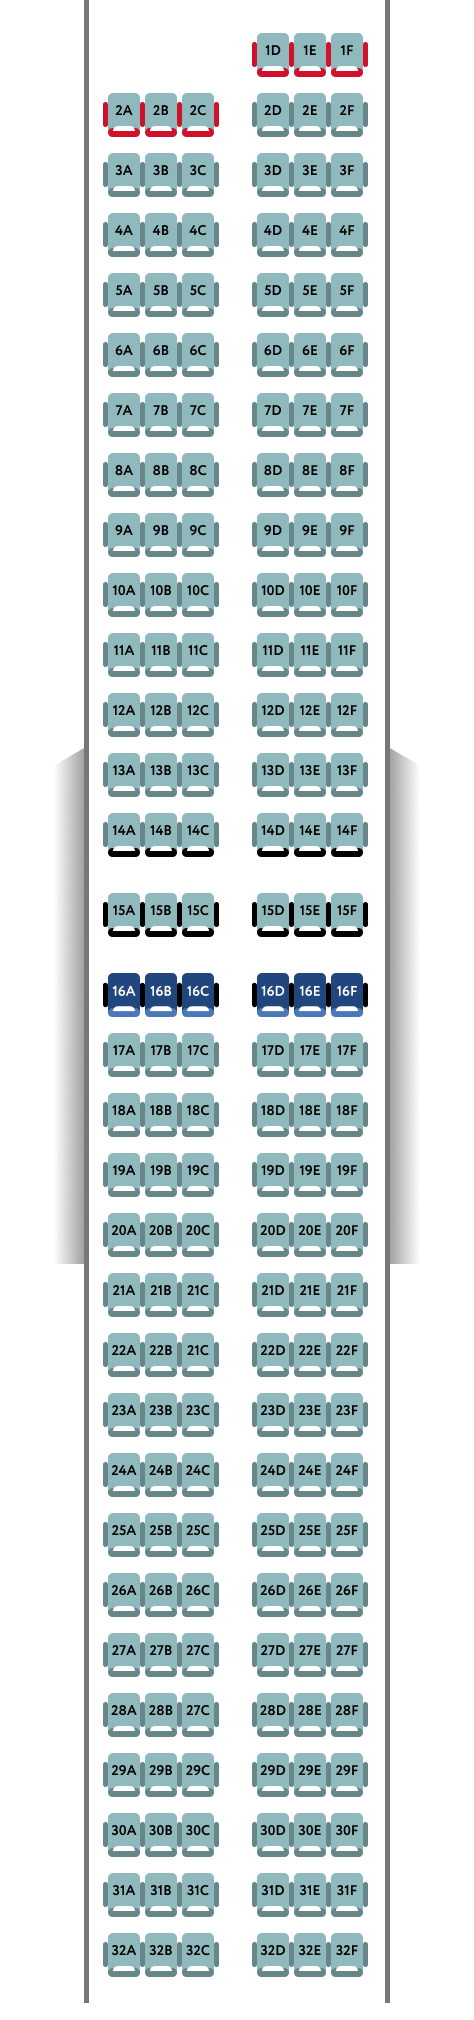 1D 1E 1F
2A 2B 2C 2D 2E 2F
3A 3B 3C 3D 3E 3F
4A 4B 4C 4D 4E 4F
5A 5B 5C 5D 5E 5F
6A 6B 6C 6D 6E 6F
7A 7B 7C 7D 7E 7F
8A 8B 8C 8D 8E 8F
9A 9B 9C 9D 9E 9F
10A 10B 10C 10D 10E 10F
11A 11B 11C 11D 11E 11F
12A 12B 12C 12D 12E 12F
13A 13B 13C 13D 13E 13F
14A 14B 14C 14D 14E 14F
15A 15B 15C 15D 15E 15F
16A 16B 16C 16D 16E 16F
17A 17B 17C 17D 17E 17F
18A 18B 18C 18D 18E 18F
19A 19B 19C 19D 19E 19F
20A 20B 20C 20D 20E 20F
21A 21B 21C 21D 21E 21F
22A 22B 21C 22D 22E 22F
23A 23B 23C 23D 23E 23F
24A 24B 24C 24D 24E 24F
25A 25B 25C 25D 25E 25F
26A 26B 26C 26D 26E 26F
27A 27B 27C 27D 27E 27F
28A 28B 27C 28D 28E 28F
29A 29B 29C 29D 29E 29F
30A 30B 30C 30D 30E 30F
31A 31B 31C 31D 31E 31F
32A 32B 32C 32D 32E 32F